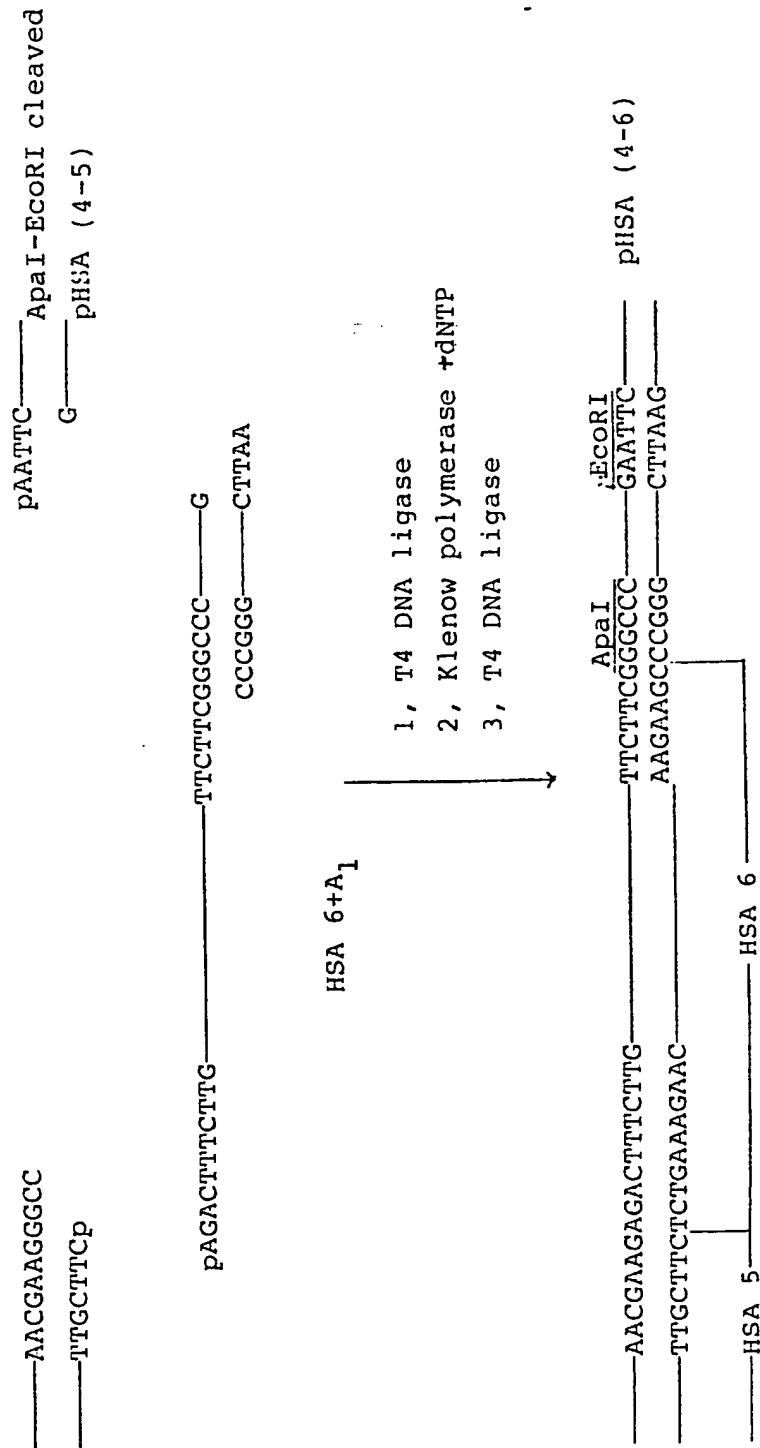 AACGAAGGGCC pAATTC ApaI-EcoRI cleaved
TTGCTTCp G pHSA (4-5)
pAGACTTTCTTG TTCTTCGGGCCC G
CCCGGG CTTAA
HSA 6+A1
1, T4 DNA ligase
2, Klenow polymerase +dNTP
3, T4 DNA ligase
ApaI EcoRI
AACGAAGAGACTTTCTTG TTCTTCGGGCCC GAATTC pHSA (4-6)
TTGCTTCTCTGAAAGAAC AAGAAGCCCGGG CTTAAG
HSA 5 HSA 6